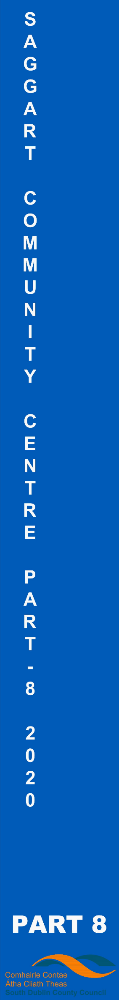 SAGGART COMMUNITY CENTRE PART-8 2020
PART 8
Comhairle Contae
Átha Cliath Theas
South Dublin County Council